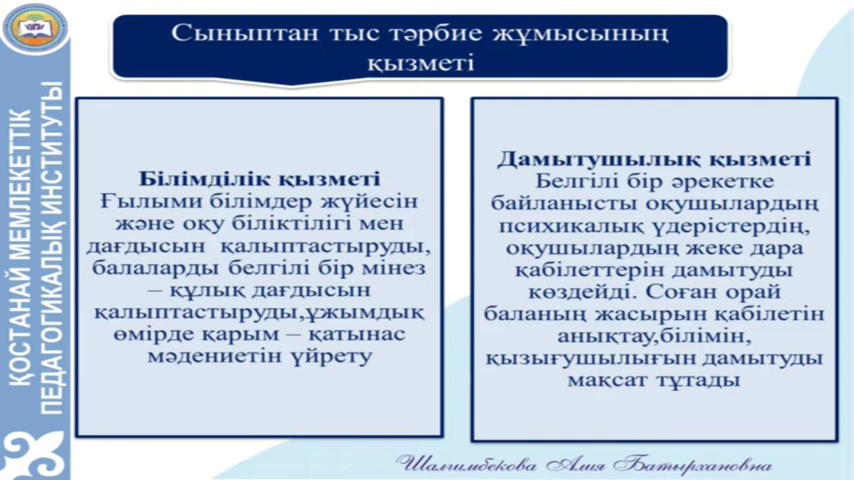 Сыныптан тыс тәрбие жұмысының
қызметі
ҚОСТАНАЙ МЕМЛЕКЕТТІК
ПЕДАГОГИКАЛЫҚ ИНСТИТУТЫ
Білімділік қызметі
Ғылыми білімдер жүйесін
және оқу біліктілігі мен
дағдысын қалыптастыруды,
балаларды белгілі бір мінез
– құлық дағдысын
қалыптастыруды,ұжымдық
өмірде қарым – қатынас
мәдениетін үйрету
Дамытушылық қызметі
Белгілі бір әрекетке
байланысты оқушылардың
психикалық үдерістердің,
оқушылардың жеке дара
қабілеттерін дамытуды
көздейді. Соған орай
баланың жасырын қабілетін
анықтау,білімін,
қызығушылығын дамытуды
мақсат тұтады
Шалгимбекова Алия Батырхановна